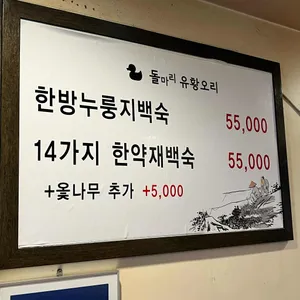 돌마리 유황오리
한방누룽지백숙 55,000
14가지 한약재백숙 55,000
+옻나무 추가 +5,000